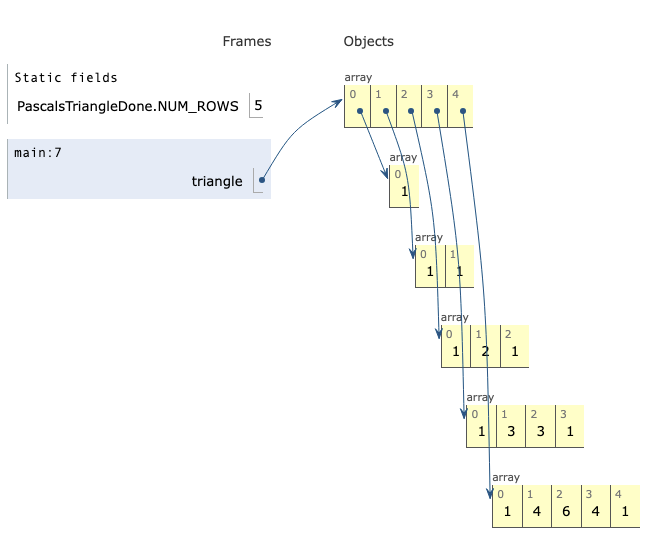 Frames Objects
Static fields
PascalsTriangleDone.NUM_ROWS 5
main:7
triangle
array
0 1 2 3 4
array
0
1
array
0 1
1 1
array
0 1 2
1 2 1
array
0 1 2 3
1 3 3 1
array
0 1 2 3 4
1 4 6 4 1